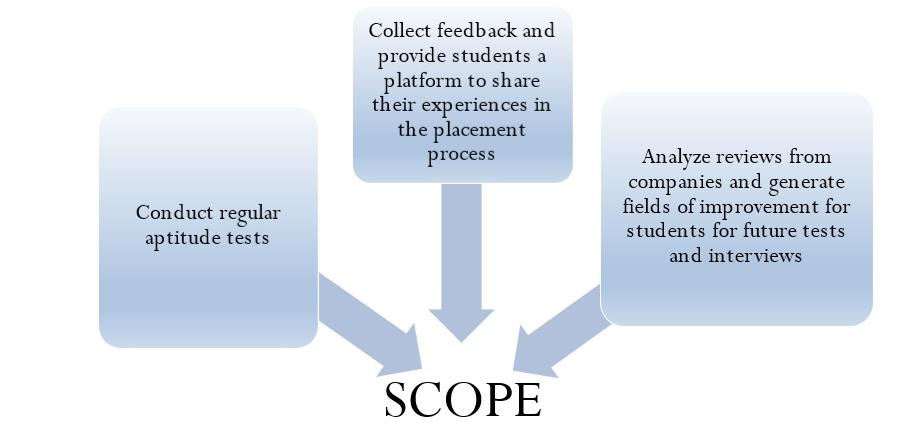 Collect feedback and
provide students a
platform to share
their experiences in
the placement
process
Conduct regular
aptitude tests
Analyze reviews from
companies and generate
fields of improvement for
students for future tests
and interviews
SCOPE